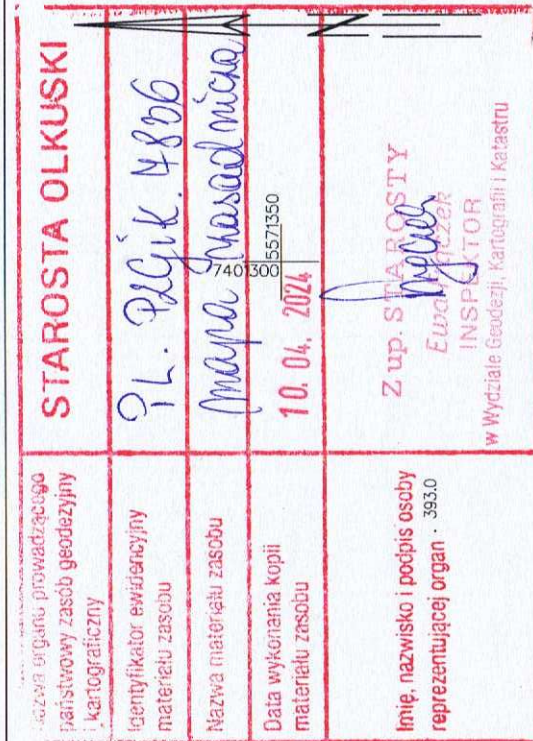 Nazwa organu prowadzącego
państwowy zasób geodezyjny
i kartograficzny
STAROSTA OLKUSKI
Identyfikator ewidencyjny
materiału zasobu
PZGiK. 4836
Nazwa materiału zasobu
mapa zasadnicza
7401300
5571350
Data wykonania kopii
materiału zasobu
10. 04. 2024
Imię, nazwisko i podpis osoby
reprezentującej organ
393.0
Z up. STAROSTY
INSPEKTOR
w Wydziale Geodezji, Kartografii i Katastru